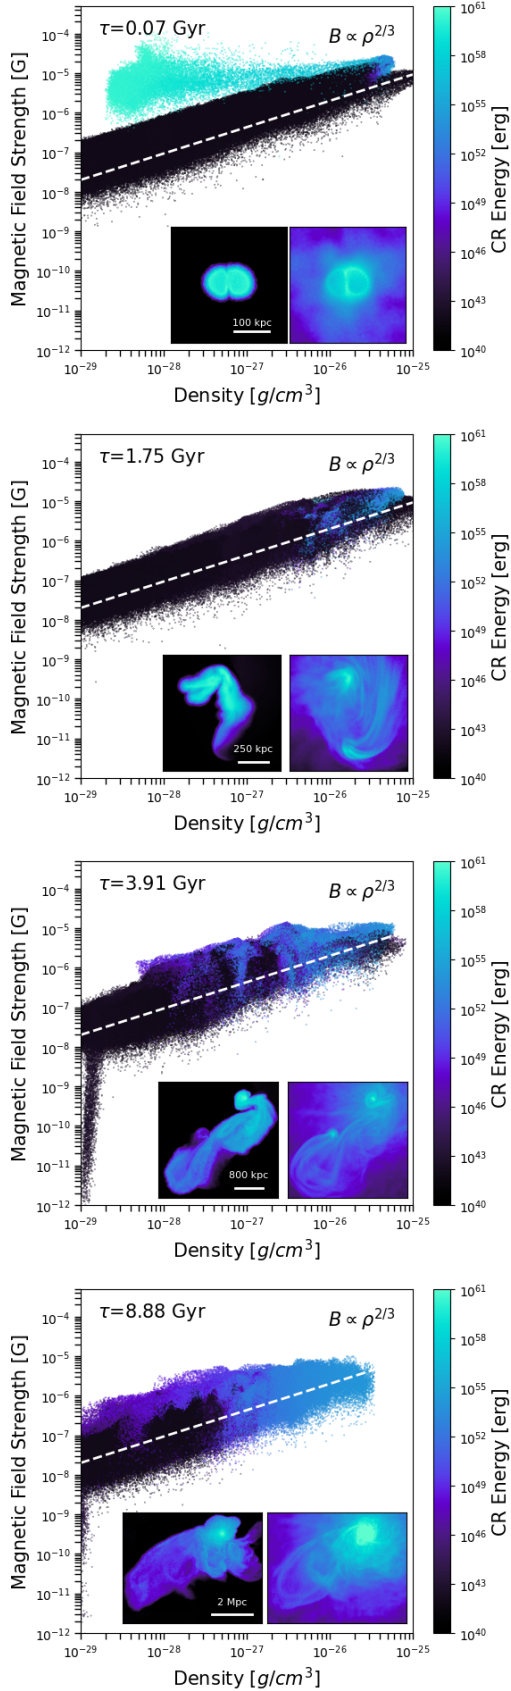 τ=0.07 Gyr
B ∝ ρ^{2/3}
Magnetic Field Strength [G]
10^{-4}
10^{-5}
10^{-6}
10^{-7}
10^{-8}
10^{-9}
10^{-10}
10^{-11}
10^{-12}
100 kpc
10^{-29} 10^{-28} 10^{-27} 10^{-26} 10^{-25}
Density [g/cm^3]
10^{61}
10^{58}
10^{55}
10^{52}
10^{49}
10^{46}
10^{43}
10^{40}
CR Energy [erg]
τ=1.75 Gyr
B ∝ ρ^{2/3}
Magnetic Field Strength [G]
10^{-4}
10^{-5}
10^{-6}
10^{-7}
10^{-8}
10^{-9}
10^{-10}
10^{-11}
10^{-12}
250 kpc
10^{-29} 10^{-28} 10^{-27} 10^{-26} 10^{-25}
Density [g/cm^3]
10^{61}
10^{58}
10^{55}
10^{52}
10^{49}
10^{46}
10^{43}
10^{40}
CR Energy [erg]
τ=3.91 Gyr
B ∝ ρ^{2/3}
Magnetic Field Strength [G]
10^{-4}
10^{-5}
10^{-6}
10^{-7}
10^{-8}
10^{-9}
10^{-10}
10^{-11}
10^{-12}
800 kpc
10^{-29} 10^{-28} 10^{-27} 10^{-26} 10^{-25}
Density [g/cm^3]
10^{61}
10^{58}
10^{55}
10^{52}
10^{49}
10^{46}
10^{43}
10^{40}
CR Energy [erg]
τ=8.88 Gyr
B ∝ ρ^{2/3}
Magnetic Field Strength [G]
10^{-4}
10^{-5}
10^{-6}
10^{-7}
10^{-8}
10^{-9}
10^{-10}
10^{-11}
10^{-12}
2 Mpc
10^{-29} 10^{-28} 10^{-27} 10^{-26} 10^{-25}
Density [g/cm^3]
10^{61}
10^{58}
10^{55}
10^{52}
10^{49}
10^{46}
10^{43}
10^{40}
CR Energy [erg]